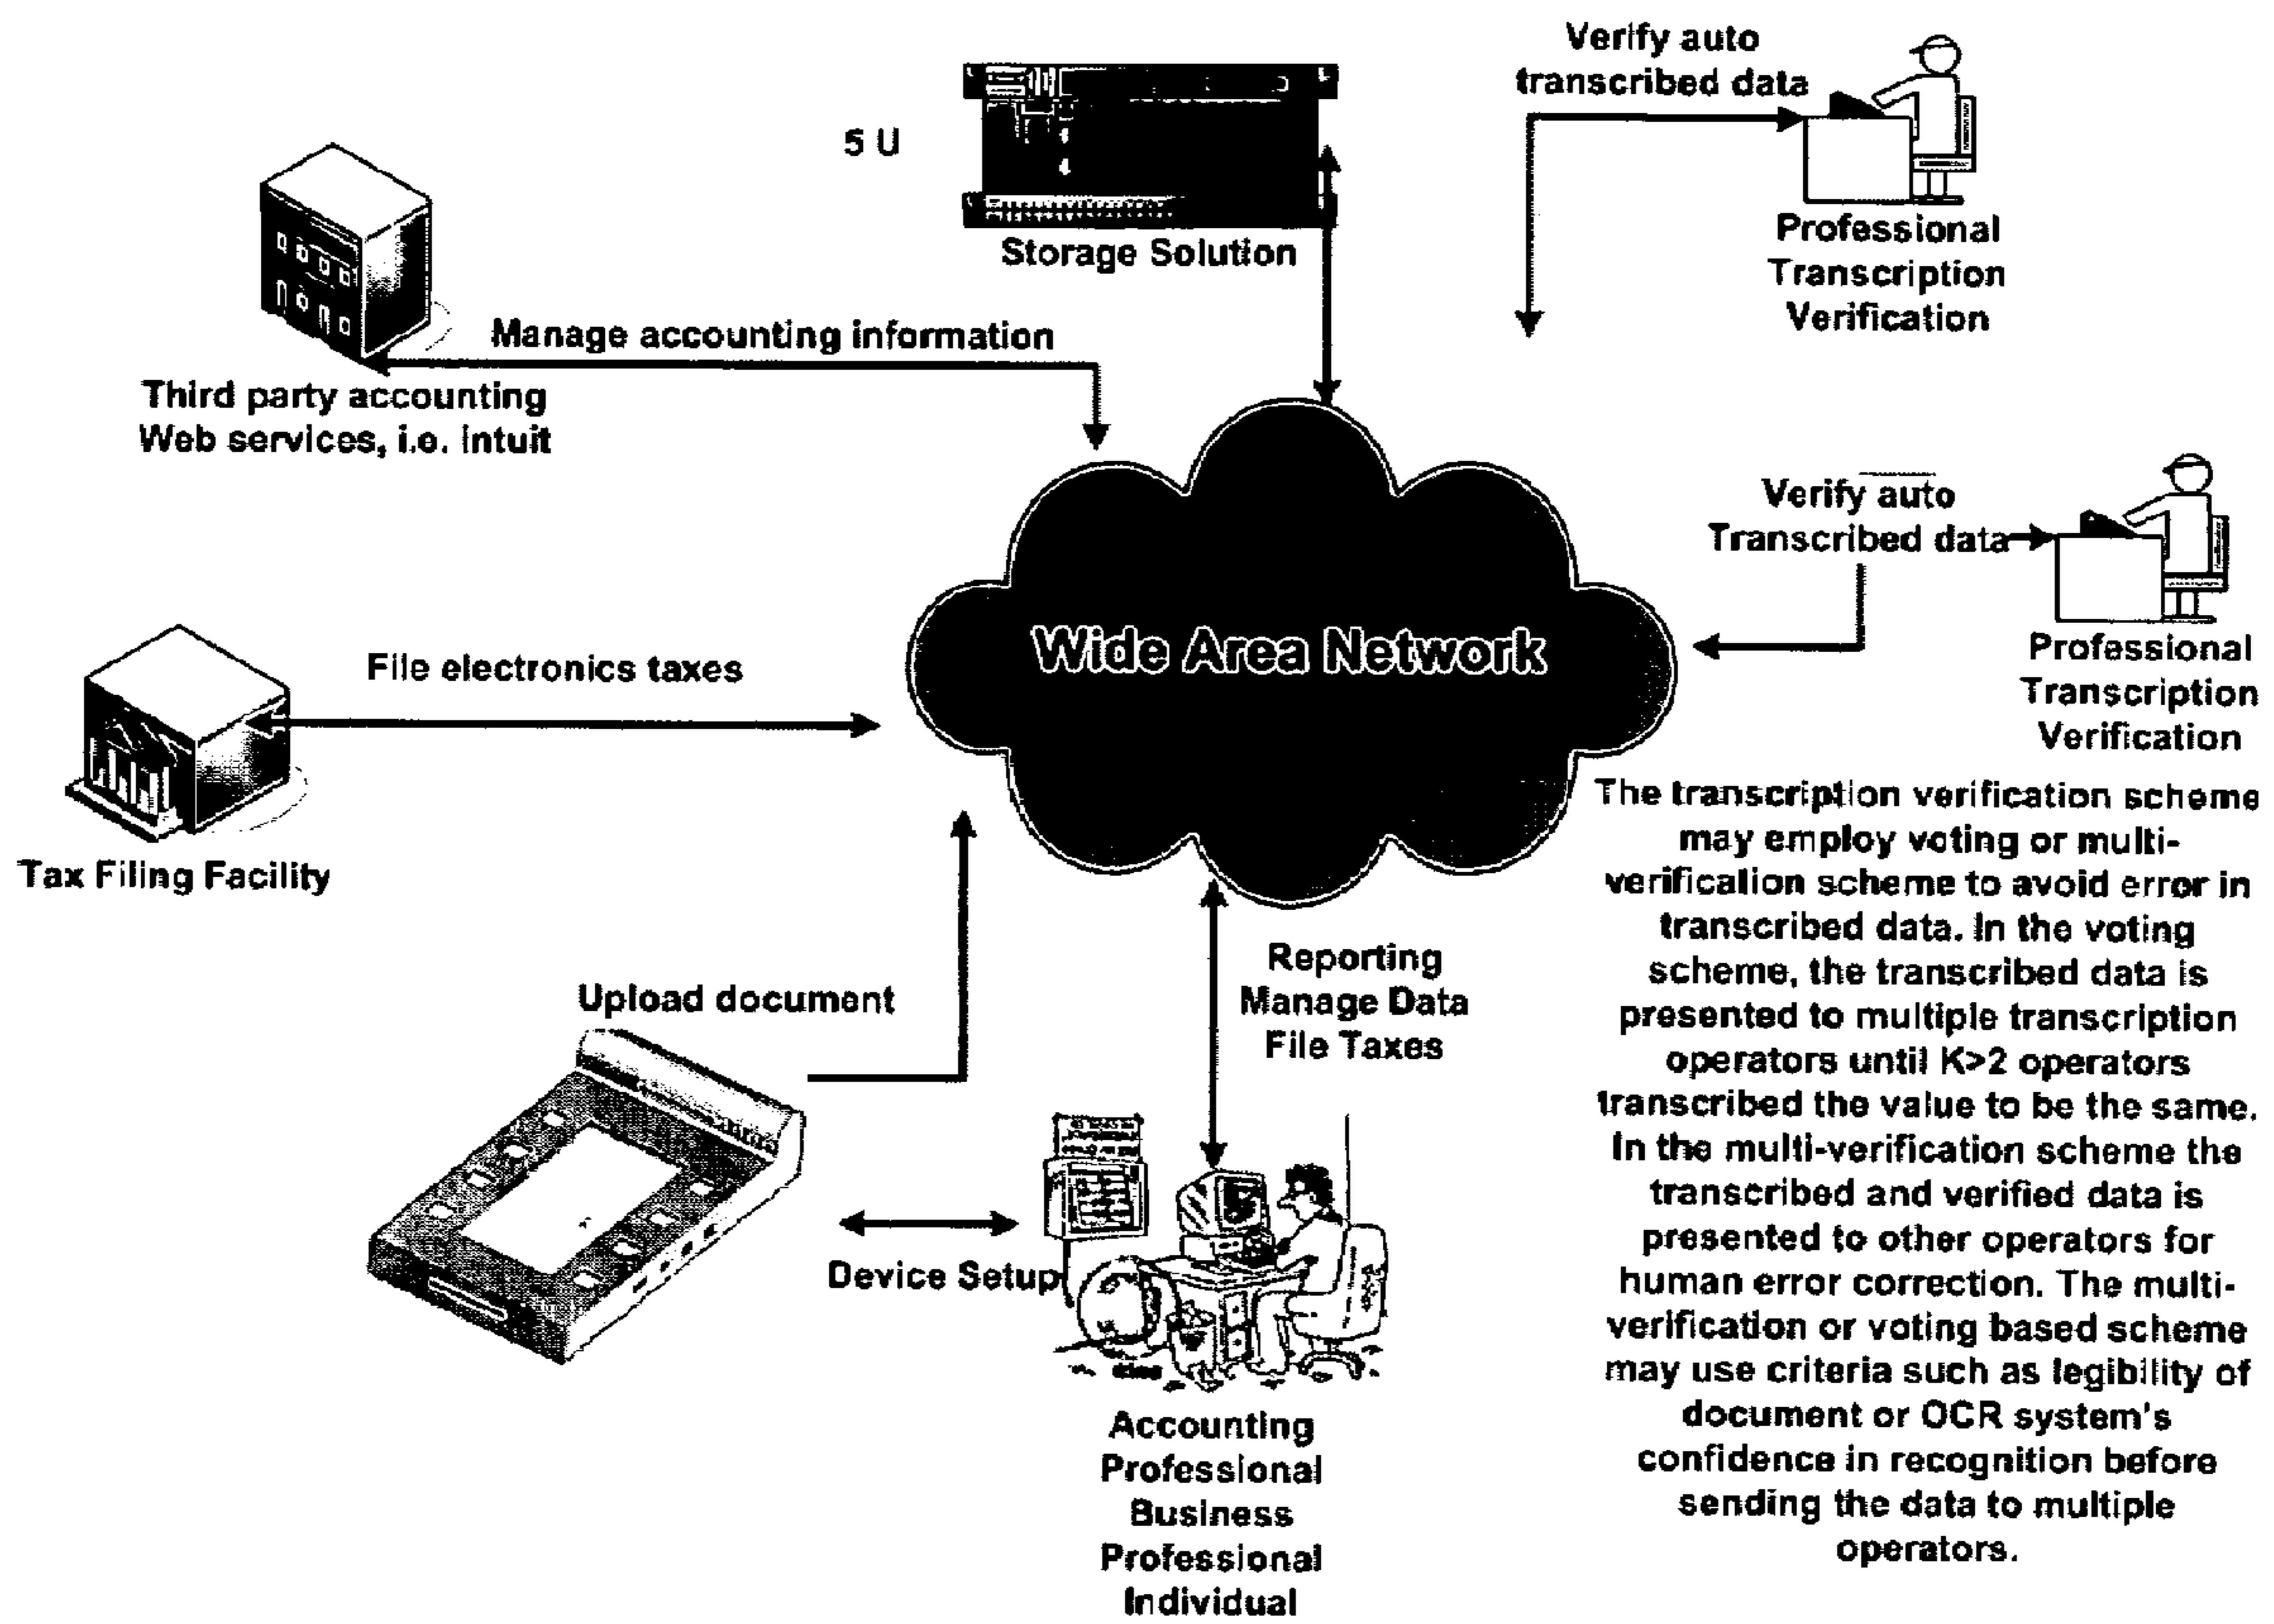 Verify auto
transcribed data
5 U
Storage Solution
Professional
Transcription
Verification
Manage accounting information
Third party accounting
Web services, i.e. Intuit
Verify auto
Transcribed data
Wide Area Network
Professional
Transcription
Verification
File electronics taxes
Tax Filing Facility
The transcription verification scheme
may employ voting or multi-
verification scheme to avoid error in
transcribed data. In the voting
scheme, the transcribed data is
presented to multiple transcription
operators until K>2 operators
transcribed the value to be the same.
In the multi-verification scheme the
transcribed and verified data is
presented to other operators for
human error correction. The multi-
verification or voting based scheme
may use criteria such as legibility of
document or OCR system's
confidence in recognition before
sending the data to multiple
operators.
Reporting
Manage Data
File Taxes
Upload document
Device Setup
Accounting
Professional
Business
Professional
Individual